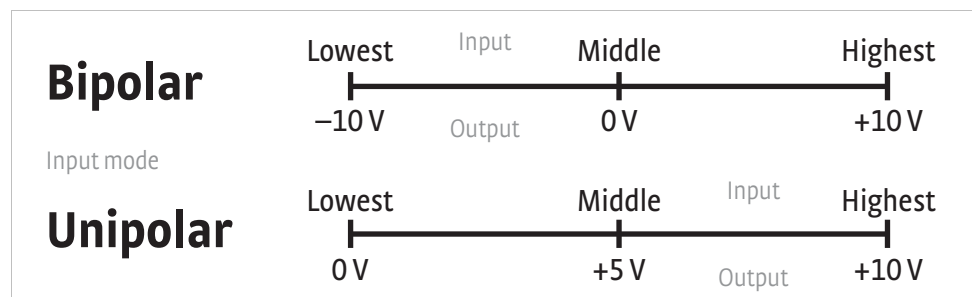 Lowest Input Middle Highest
Bipolar
–10 V Output 0 V +10 V
Input mode
Lowest Middle Input Highest
Unipolar
0 V +5 V Output +10 V